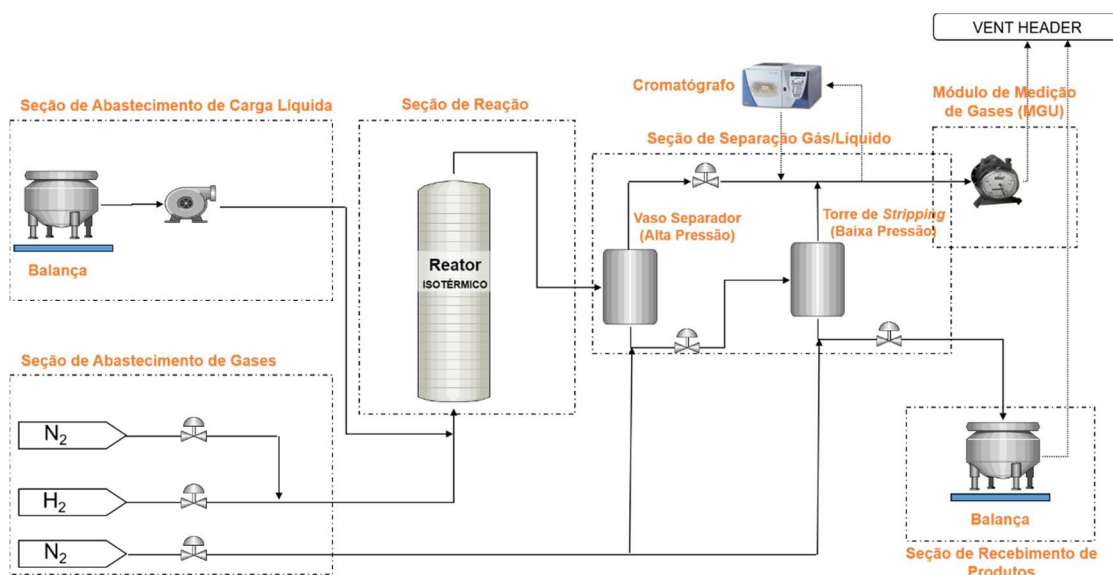 VENT HEADER
Cromatógrafo
Módulo de Medição
de Gases (MGU)
Seção de Abastecimento de Carga Líquida
Seção de Reação
Seção de Separação Gás/Líquido
Vaso Separador
(Alta Pressão)
Torre de Stripping
(Baixa Pressão)
Balança
Reator
ISOTÉRMICO
Seção de Abastecimento de Gases
N₂
H₂
N₂
Balança
Seção de Recebimento de
Produtos